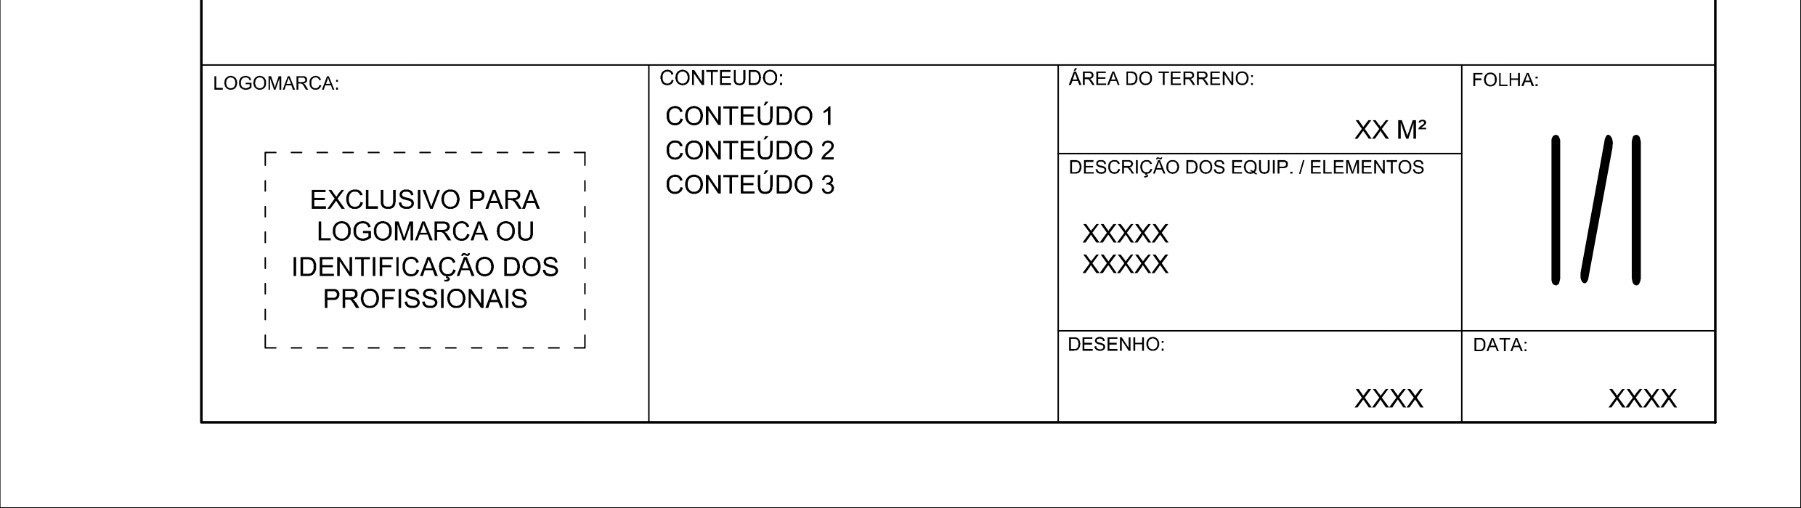 LOGOMARCA:
EXCLUSIVO PARA
LOGOMARCA OU
IDENTIFICAÇÃO DOS
PROFISSIONAIS
CONTEUDO:
CONTEÚDO 1
CONTEÚDO 2
CONTEÚDO 3
ÁREA DO TERRENO:
XX M²
DESCRIÇÃO DOS EQUIP. / ELEMENTOS
XXXXX
XXXXX
DESENHO:
XXXX
FOLHA:
1/1
DATA:
XXXX